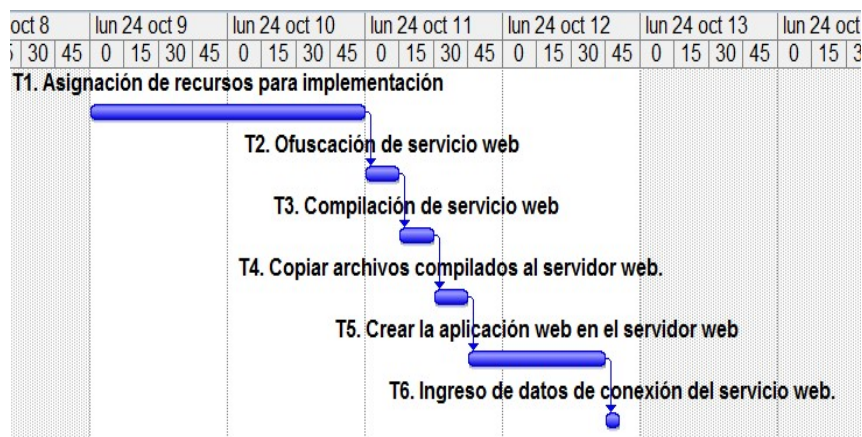 oct 8 lun 24 oct 9 lun 24 oct 10 lun 24 oct 11 lun 24 oct 12 lun 24 oct 13 lun 24 oct
30 45 0 15 30 45 0 15 30 45 0 15 30 45 0 15 30 45 0 15 30 45 0 15
T1. Asignación de recursos para implementación
T2. Ofuscación de servicio web
T3. Compilación de servicio web
T4. Copiar archivos compilados al servidor web.
T5. Crear la aplicación web en el servidor web
T6. Ingreso de datos de conexión del servicio web.